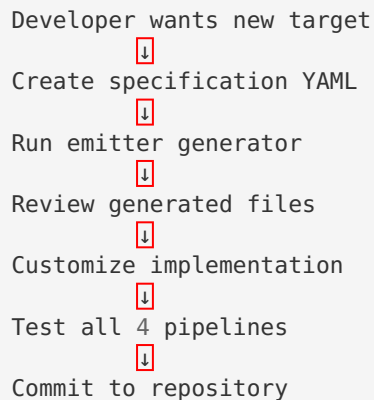 Developer wants new target
↓
Create specification YAML
↓
Run emitter generator
↓
Review generated files
↓
Customize implementation
↓
Test all 4 pipelines
↓
Commit to repository